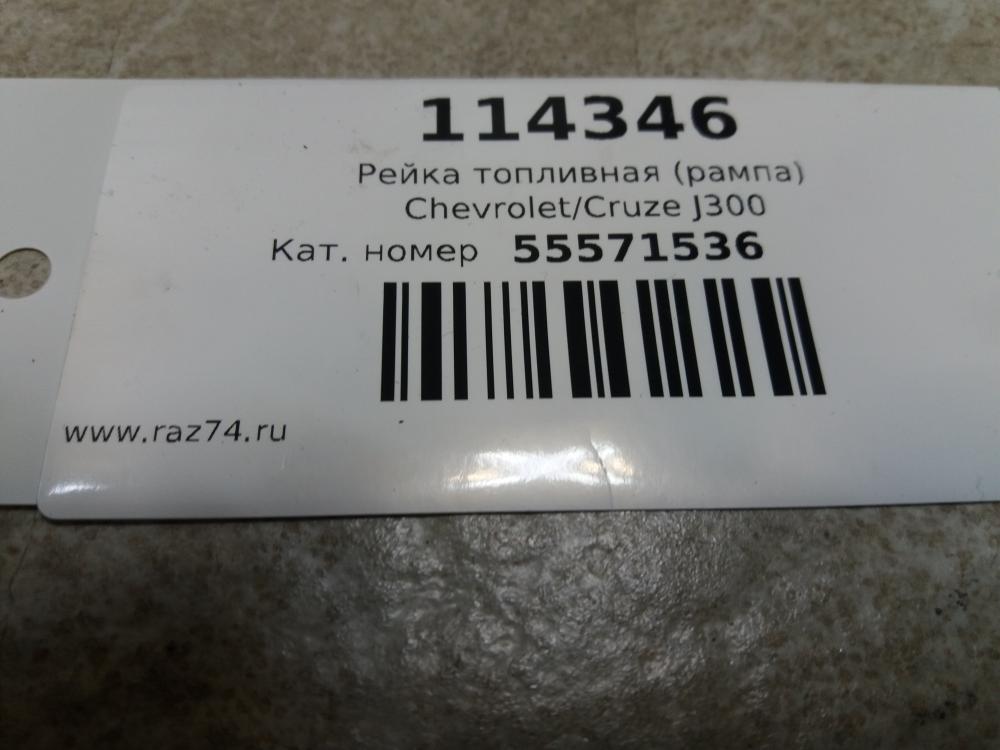 114346
Рейка топливная (рампа)
Chevrolet/Cruze J300
Кат. номер 55571536
www.raz74.ru